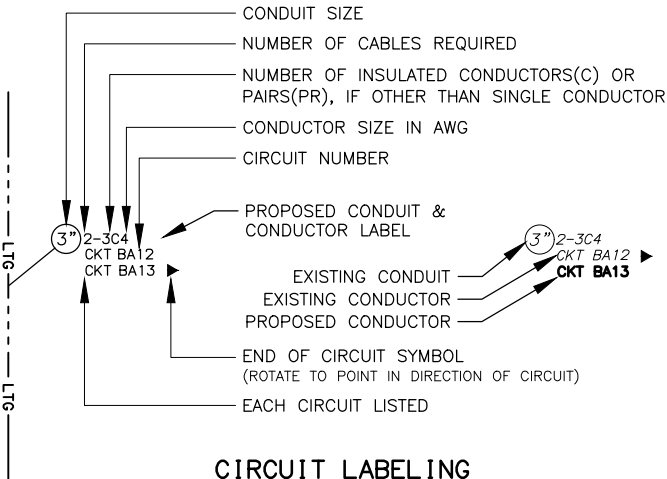 CONDUIT SIZE
NUMBER OF CABLES REQUIRED
NUMBER OF INSULATED CONDUCTORS(C) OR
PAIRS(PR), IF OTHER THAN SINGLE CONDUCTOR
CONDUCTOR SIZE IN AWG
CIRCUIT NUMBER
3" 2-3C4
CKT BA12
CKT BA13
PROPOSED CONDUIT &
CONDUCTOR LABEL
3" 2-3C4
CKT BA12
CKT BA13
EXISTING CONDUIT
EXISTING CONDUCTOR
PROPOSED CONDUCTOR
END OF CIRCUIT SYMBOL
(ROTATE TO POINT IN DIRECTION OF CIRCUIT)
EACH CIRCUIT LISTED
LTG
LTG
CIRCUIT LABELING